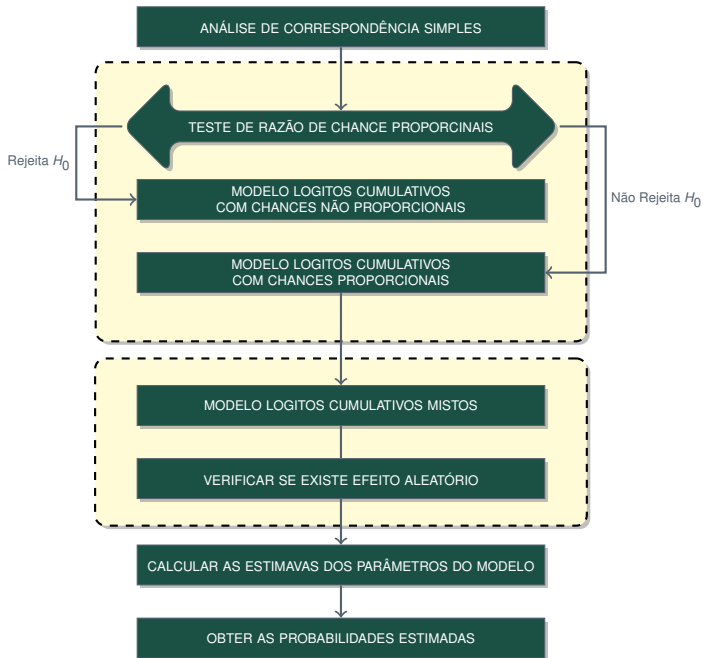 ANÁLISE DE CORRESPONDÊNCIA SIMPLES
TESTE DE RAZÃO DE CHANCE PROPORCINAIS
Rejeita H0
MODELO LOGITOS CUMULATIVOS
COM CHANCES NÃO PROPORCIONAIS
Não Rejeita H0
MODELO LOGITOS CUMULATIVOS
COM CHANCES PROPORCIONAIS
MODELO LOGITOS CUMULATIVOS MISTOS
VERIFICAR SE EXISTE EFEITO ALEATÓRIO
CALCULAR AS ESTIMAVAS DOS PARÂMETROS DO MODELO
OBTER AS PROBABILIDADES ESTIMADAS